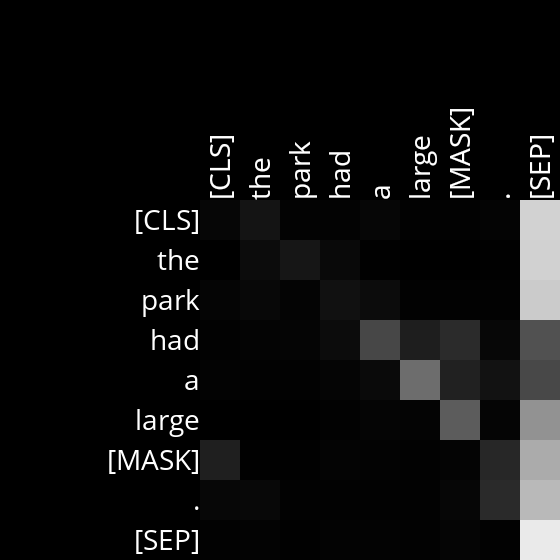 [CLS] the park had a large [MASK] . [SEP]
[CLS]
the
park
had
a
large
[MASK]
.
[SEP]